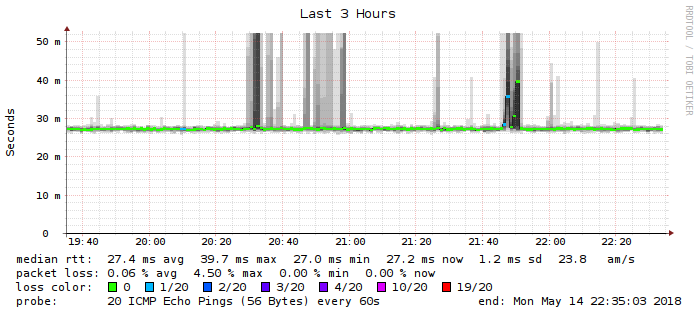 Last 3 Hours
RRDTOOL / TOBI OETIKER
Seconds
50 m
40 m
30 m
20 m
10 m
0
19:40 20:00 20:20 20:40 21:00 21:20 21:40 22:00 22:20
median rtt: 27.4 ms avg 39.7 ms max 27.0 ms min 27.2 ms now 1.2 ms sd 23.8 am/s
packet loss: 0.06 % avg 4.50 % max 0.00 % min 0.00 % now
loss color: 0 1/20 2/20 3/20 4/20 10/20 19/20
probe: 20 ICMP Echo Pings (56 Bytes) every 60s end: Mon May 14 22:35:03 2018